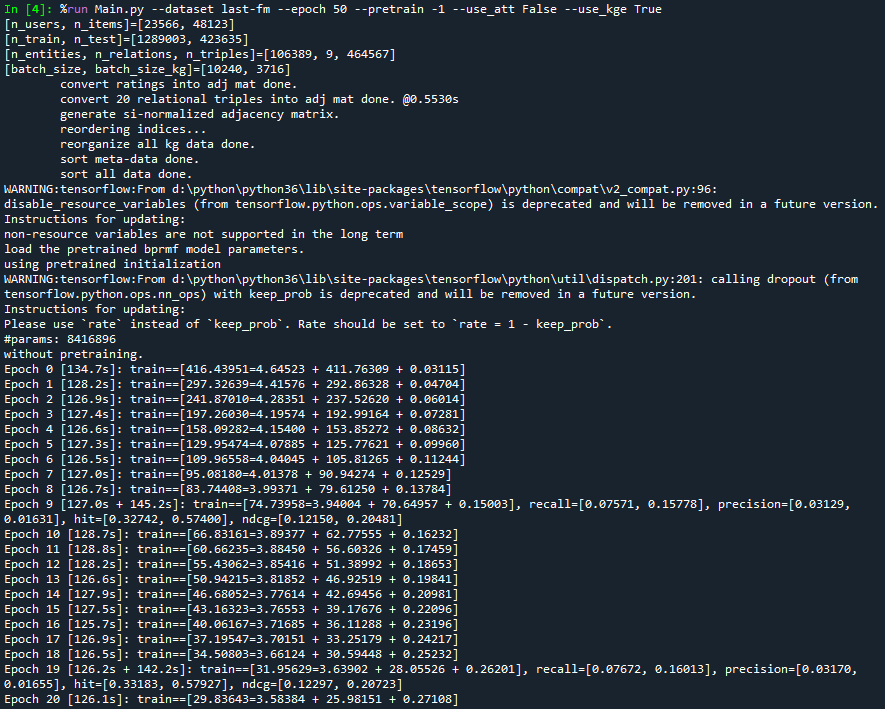 In [4]: %run Main.py --dataset last-fm --epoch 50 --pretrain -1 --use_att False --use_kge True
[n_users, n_items]=[23566, 48123]
[n_train, n_test]=[1289003, 423635]
[n_entities, n_relations, n_triples]=[106389, 9, 464567]
[batch_size, batch_size_kg]=[10240, 3716]
convert ratings into adj mat done.
convert 20 relational triples into adj mat done. @0.5530s
generate si-normalized adjacency matrix.
reordering indices...
reorganize all kg data done.
sort meta-data done.
sort all data done.
WARNING:tensorflow:From d:\python\python36\lib\site-packages\tensorflow\python\compat\v2_compat.py:96:
disable_resource_variables (from tensorflow.python.ops.variable_scope) is deprecated and will be removed in a future version.
Instructions for updating:
non-resource variables are not supported in the long term
load the pretrained bprmf model parameters.
using pretrained initialization
WARNING:tensorflow:From d:\python\python36\lib\site-packages\tensorflow\python\util\dispatch.py:201: calling dropout (from
tensorflow.python.ops.nn_ops) with keep_prob is deprecated and will be removed in a future version.
Instructions for updating:
Please use `rate` instead of `keep_prob`. Rate should be set to `rate = 1 - keep_prob`.
#params: 8416896
without pretraining.
Epoch 0 [134.7s]: train==[416.43951=4.64523 + 411.76309 + 0.03115]
Epoch 1 [128.2s]: train==[297.32639=4.41576 + 292.86328 + 0.04704]
Epoch 2 [126.9s]: train==[241.87010=4.28351 + 237.52620 + 0.06014]
Epoch 3 [127.4s]: train==[197.26030=4.19574 + 192.99164 + 0.07281]
Epoch 4 [126.6s]: train==[158.09282=4.15400 + 153.85272 + 0.08632]
Epoch 5 [127.3s]: train==[129.95474=4.07885 + 125.77621 + 0.09960]
Epoch 6 [126.5s]: train==[109.96558=4.04045 + 105.81265 + 0.11244]
Epoch 7 [127.0s]: train==[95.08180=4.01378 + 90.94274 + 0.12529]
Epoch 8 [126.7s]: train==[83.74408=3.99371 + 79.61250 + 0.13784]
Epoch 9 [127.0s + 145.2s]: train==[74.73958=3.94004 + 70.64957 + 0.15003], recall=[0.07571, 0.15778], precision=[0.03129,
0.01631], hit=[0.32742, 0.57400], ndcg=[0.12150, 0.20481]
Epoch 10 [128.7s]: train==[66.83161=3.89377 + 62.77555 + 0.16232]
Epoch 11 [128.8s]: train==[60.66235=3.88450 + 56.60326 + 0.17459]
Epoch 12 [128.2s]: train==[55.43062=3.85416 + 51.38992 + 0.18653]
Epoch 13 [126.6s]: train==[50.94215=3.81852 + 46.92519 + 0.19841]
Epoch 14 [127.9s]: train==[46.68052=3.77614 + 42.69456 + 0.20981]
Epoch 15 [127.5s]: train==[43.16323=3.76553 + 39.17676 + 0.22096]
Epoch 16 [125.7s]: train==[40.06167=3.71685 + 36.11288 + 0.23196]
Epoch 17 [126.9s]: train==[37.19547=3.70151 + 33.25179 + 0.24217]
Epoch 18 [126.5s]: train==[34.50803=3.66124 + 30.59448 + 0.25232]
Epoch 19 [126.2s + 142.2s]: train==[31.95629=3.63902 + 28.05526 + 0.26201], recall=[0.07672, 0.16013], precision=[0.03170,
0.01655], hit=[0.33183, 0.57927], ndcg=[0.12297, 0.20723]
Epoch 20 [126.1s]: train==[29.83643=3.58384 + 25.98151 + 0.27108]